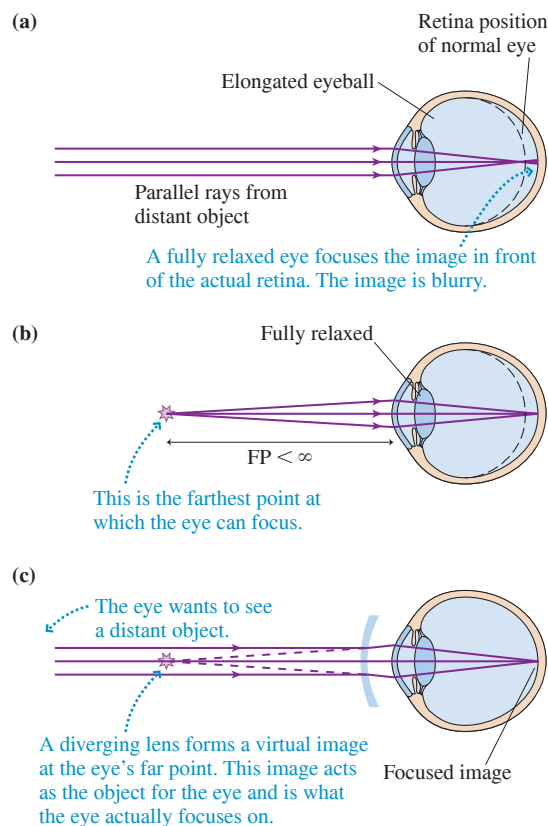 (a)
Retina position
of normal eye
Elongated eyeball
Parallel rays from
distant object
A fully relaxed eye focuses the image in front
of the actual retina. The image is blurry.
(b)
Fully relaxed
FP < ∞
This is the farthest point at
which the eye can focus.
(c)
The eye wants to see
a distant object.
A diverging lens forms a virtual image
at the eye's far point. This image acts
as the object for the eye and is what
the eye actually focuses on.
Focused image